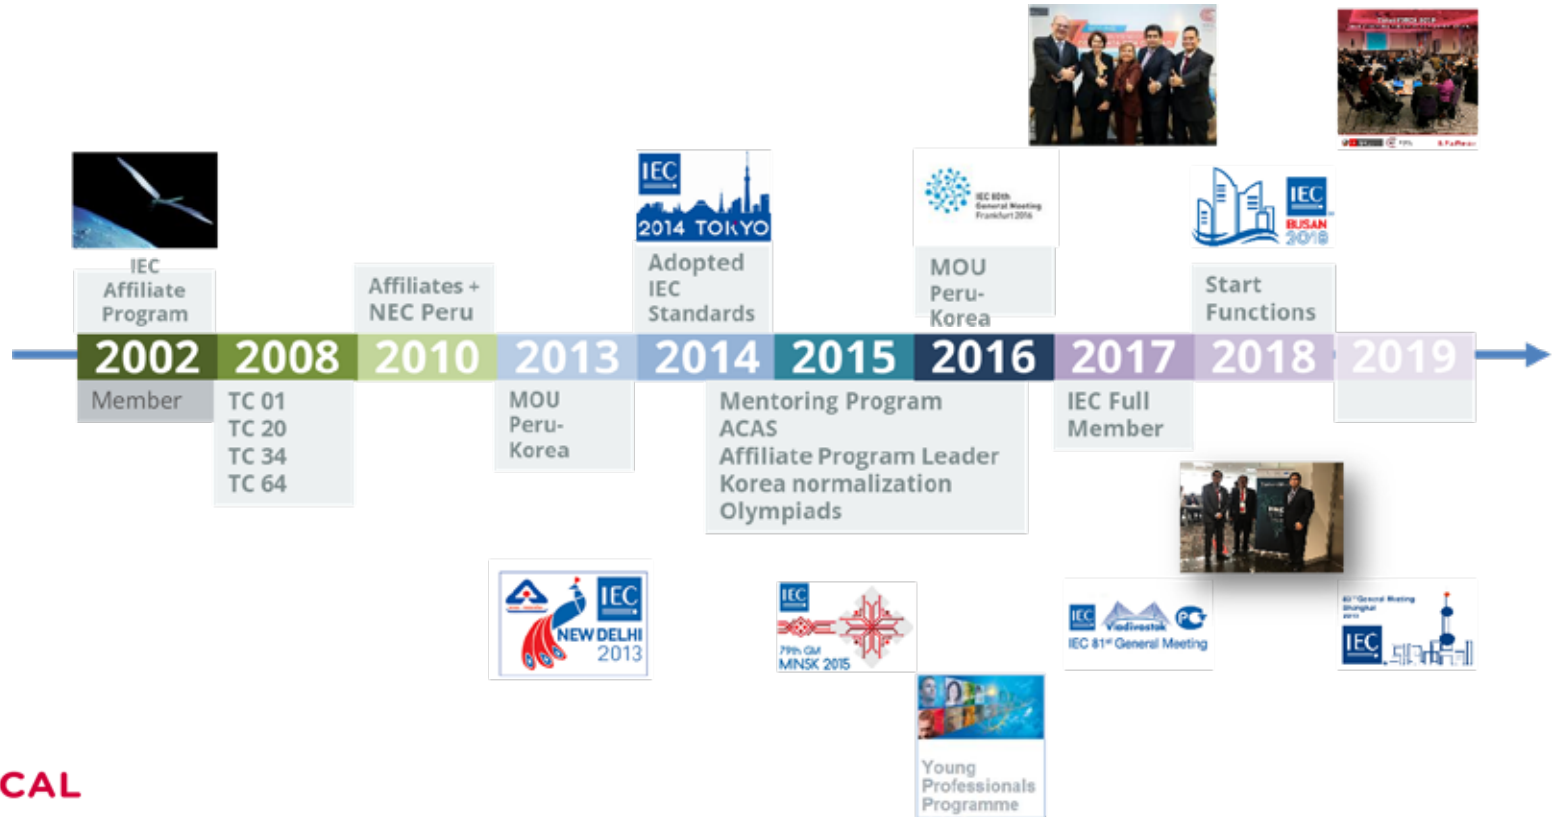 IEC
Affiliate
Program
Affiliates +
NEC Peru
IEC
2014 TOKYO
Adopted
IEC
Standards
IEC 80th
General Meeting
Frankfurt 2016
MOU
Peru-
Korea
IEC
BUSAN
2018
Start
Functions
2002
2008
2010
2013
2014
2015
2016
2017
2018
2019
Member
TC 01
TC 20
TC 34
TC 64
MOU
Peru-
Korea
Mentoring Program
ACAS
Affiliate Program Leader
Korea normalization
Olympiads
IEC Full
Member
IEC
NEW DELHI
2013
IEC
79th GM
MINSK 2015
IEC
Vladivostok
IEC 81st General Meeting
General Meeting
Shanghai
IEC
Young
Professionals
Programme
CAL